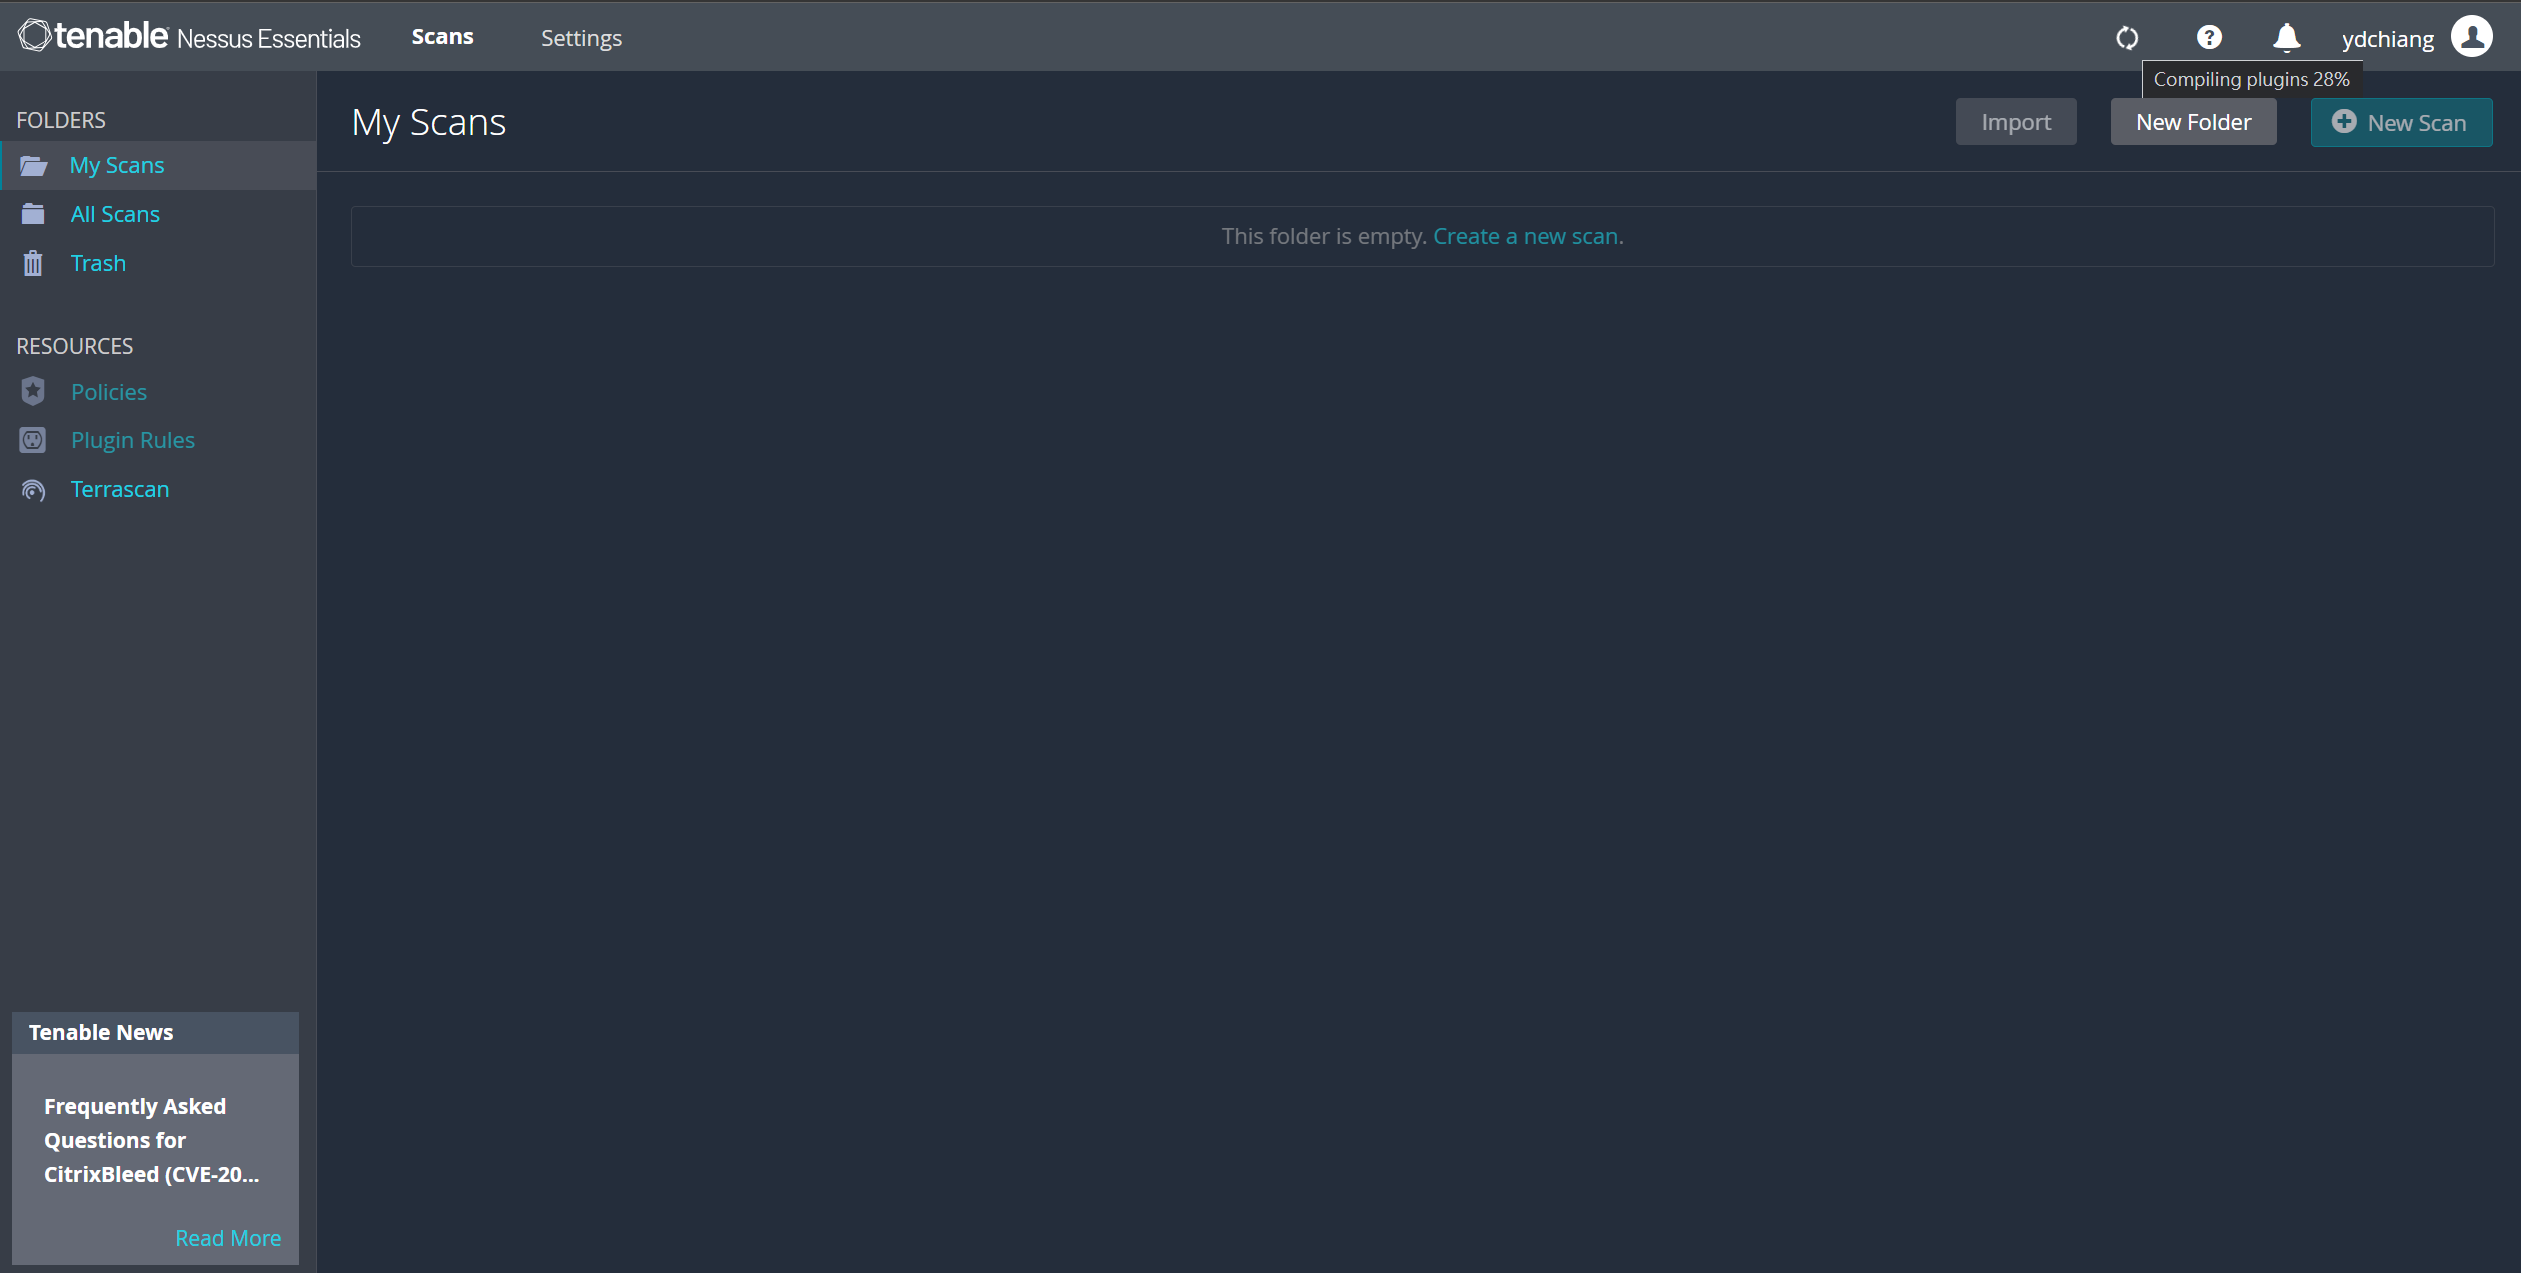 tenable Nessus Essentials
Scans
Settings
ydchiang
Compiling plugins 28%
FOLDERS
My Scans
All Scans
Trash
RESOURCES
Policies
Plugin Rules
Terrascan
Tenable News
Frequently Asked
Questions for
CitrixBleed (CVE-20...
Read More
My Scans
Import
New Folder
New Scan
This folder is empty. Create a new scan.